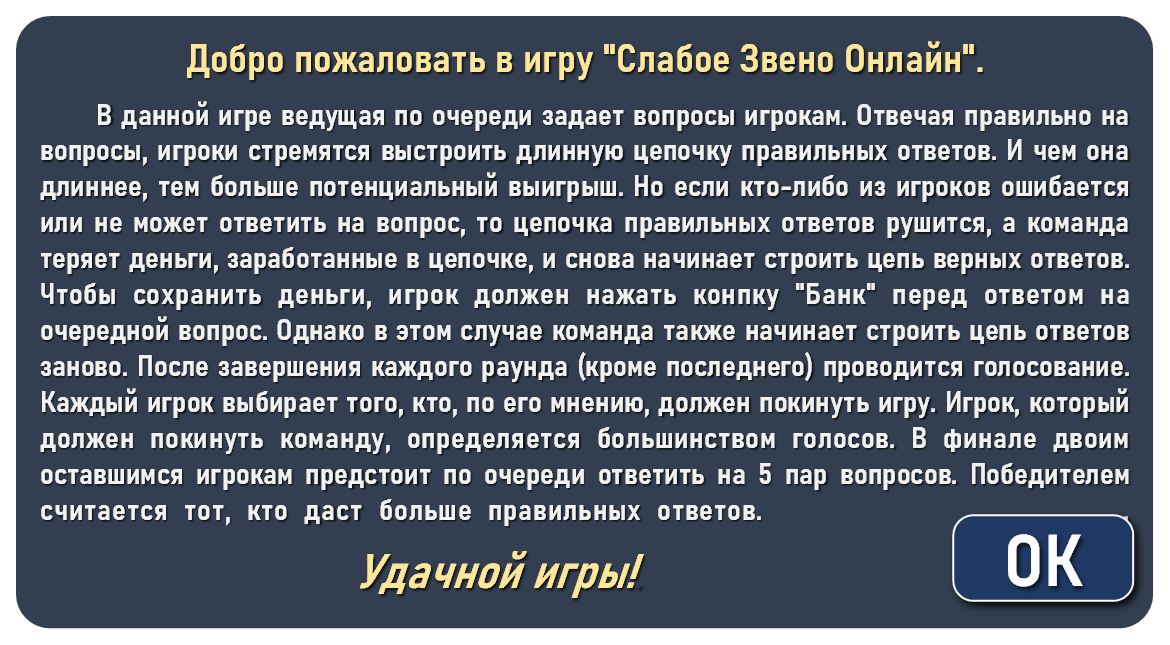 Добро пожаловать в игру "Слабое Звено Онлайн".
В данной игре ведущая по очереди задает вопросы игрокам. Отвечая правильно на
вопросы, игроки стремятся выстроить длинную цепочку правильных ответов. И чем она
длиннее, тем больше потенциальный выигрыш. Но если кто-либо из игроков ошибается
или не может ответить на вопрос, то цепочка правильных ответов рушится, а команда
теряет деньги, заработанные в цепочке, и снова начинает строить цепь верных ответов.
Чтобы сохранить деньги, игрок должен нажать конпку "Банк" перед ответом на
очередной вопрос. Однако в этом случае команда также начинает строить цепь ответов
заново. После завершения каждого раунда (кроме последнего) проводится голосование.
Каждый игрок выбирает того, кто, по его мнению, должен покинуть игру. Игрок, который
должен покинуть команду, определяется большинством голосов. В финале двоим
оставшимся игрокам предстоит по очереди ответить на 5 пар вопросов. Победителем
считается тот, кто даст больше правильных ответов.
Удачной игры!
ОК